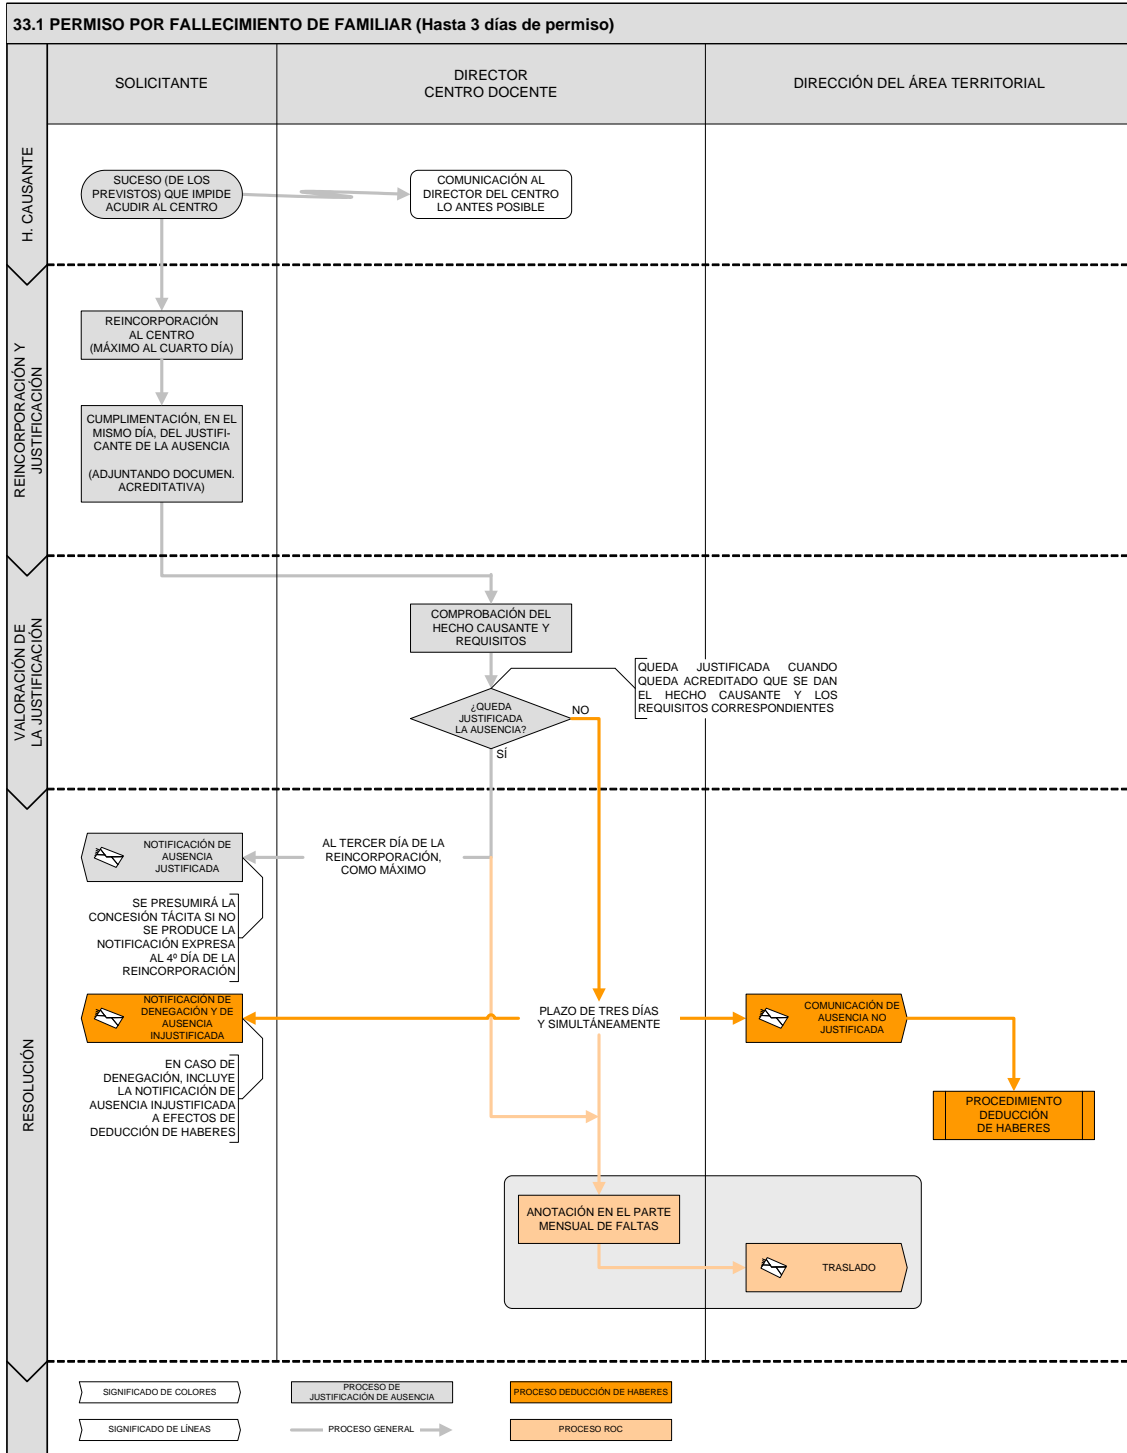 33.1 PERMISO POR FALLECIMIENTO DE FAMILIAR (Hasta 3 días de permiso)
SOLICITANTE
DIRECTOR
CENTRO DOCENTE
DIRECCIÓN DEL ÁREA TERRITORIAL
H. CAUSANTE
SUCESO (DE LOS
PREVISTOS) QUE IMPIDE
ACUDIR AL CENTRO
COMUNICACIÓN AL
DIRECTOR DEL CENTRO
LO ANTES POSIBLE
REINCORPORACIÓN Y
JUSTIFICACIÓN
REINCORPORACIÓN
AL CENTRO
(MÁXIMO AL CUARTO DÍA)
CUMPLIMENTACIÓN, EN EL
MISMO DÍA, DEL JUSTIFI-
CANTE DE LA AUSENCIA
(ADJUNTANDO DOCUMEN.
ACREDITATIVA)
VALORACIÓN DE
LA JUSTIFICACIÓN
COMPROBACIÓN DEL
HECHO CAUSANTE Y
REQUISITOS
QUEDA JUSTIFICADA CUANDO
QUEDA ACREDITADO QUE SE DAN
EL HECHO CAUSANTE Y LOS
REQUISITOS CORRESPONDIENTES
¿QUEDA
JUSTIFICADA
LA AUSENCIA?
NO
SÍ
RESOLUCIÓN
NOTIFICACIÓN DE
AUSENCIA
JUSTIFICADA
AL TERCER DÍA DE LA
REINCORPORACIÓN,
COMO MÁXIMO
SE PRESUMIRÁ LA
CONCESIÓN TÁCITA SI NO
SE PRODUCE LA
NOTIFICACIÓN EXPRESA
AL 4º DÍA DE LA
REINCORPORACIÓN
NOTIFICACIÓN DE
DENEGACIÓN Y DE
AUSENCIA
INJUSTIFICADA
PLAZO DE TRES DÍAS
Y SIMULTÁNEAMENTE
COMUNICACIÓN DE
AUSENCIA NO
JUSTIFICADA
EN CASO DE
DENEGACIÓN, INCLUYE
LA NOTIFICACIÓN DE
AUSENCIA INJUSTIFICADA
A EFECTOS DE
DEDUCCIÓN DE HABERES
PROCEDIMIENTO
DEDUCCIÓN
DE HABERES
ANOTACIÓN EN EL PARTE
MENSUAL DE FALTAS
TRASLADO
SIGNIFICADO DE COLORES
PROCESO DE
JUSTIFICACIÓN DE AUSENCIA
PROCESO DEDUCCIÓN DE HABERES
SIGNIFICADO DE LÍNEAS
PROCESO GENERAL
PROCESO ROC